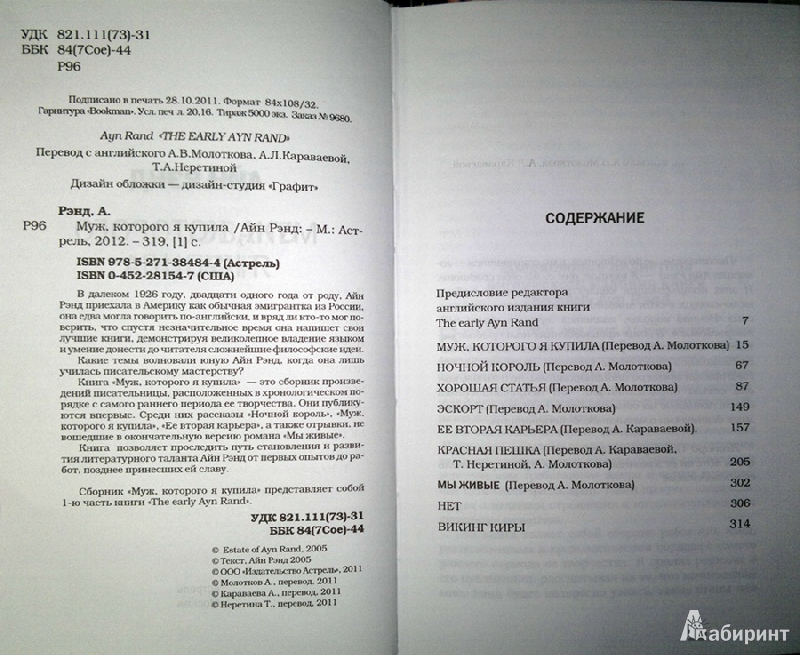 УДК 821.111(73)-31
ББК 84(7Сое)-44
Р96
Подписано в печать 28.10.2011. Формат 84х108/32.
Гарнитура «Bookman». Усл. печ л. 20,16. Тираж 5000 экз. Заказ № 9680.
Ayn Rand «THE EARLY AYN RAND»
Перевод с английского А.В.Молоткова, А.Л.Караваевой,
Т.А.Неретиной
Дизайн обложки — дизайн-студия «Графит»
Рэнд, А.
Р96 Муж, которого я купила /Айн Рэнд; – М.: Аст-
рель, 2012. – 319, [1] с.
ISBN 978-5-271-38484-4 (Астрель)
ISBN 0-452-28154-7 (США)
В далеком 1926 году, двадцати одного года от роду, Айн
Рэнд приехала в Америку как обычная эмигрантка из России,
она едва могла говорить по-английски, и вряд ли кто-то мог по-
верить, что спустя незначительное время она напишет свои
лучшие книги, демонстрируя великолепное владение языком
и умение донести до читателя сложнейшие философские идеи.
Какие темы волновали юную Айн Рэнд, когда она лишь
училась писательскому мастерству?
Книга «Муж, которого я купила» — это сборник произве-
дений писательницы, расположенных в хронологическом по-
рядке с самого раннего периода ее творчества. Они публику-
ются впервые. Среди них рассказы «Ночной король», «Муж,
которого я купила», «Ее вторая карьера», а также отрывки, не
вошедшие в окончательную версию романа «Мы живые».
Книга позволяет проследить путь становления и разви-
тия литературного таланта Айн Рэнд от первых опытов до ра-
бот, позднее принесших ей славу.
Сборник «Муж, которого я купила» представляет собой
1-ю часть книги «The early Ayn Rand».
УДК 821.111(73)-31
ББК 84(7Сое)-44
© Estate of Ayn Rand, 2005
© Текст, Айн Рэнд 2005
© ООО «Издательство Астрель», 2011
© Молотков А., перевод, 2011
© Караваева А., перевод, 2011
© Неретина Т., перевод, 2011
СОДЕРЖАНИЕ
Предисловие редактора
английского издания книги
The early Ayn Rand 7
МУЖ, КОТОРОГО Я КУПИЛА (Перевод А. Молоткова) 15
НОЧНОЙ КОРОЛЬ (Перевод А. Молоткова) 67
ХОРОШАЯ СТАТЬЯ (Перевод А. Молоткова) 87
ЭСКОРТ (Перевод А. Молоткова) 149
ЕЕ ВТОРАЯ КАРЬЕРА (Перевод А. Караваевой) 157
КРАСНАЯ ПЕШКА (Перевод А. Караваевой,
Т. Неретиной, А. Молоткова) 205
МЫ ЖИВЫЕ (Перевод А. Молоткова) 302
НЕТ 306
ВИКИНГ КИРЫ 314
Лабиринт